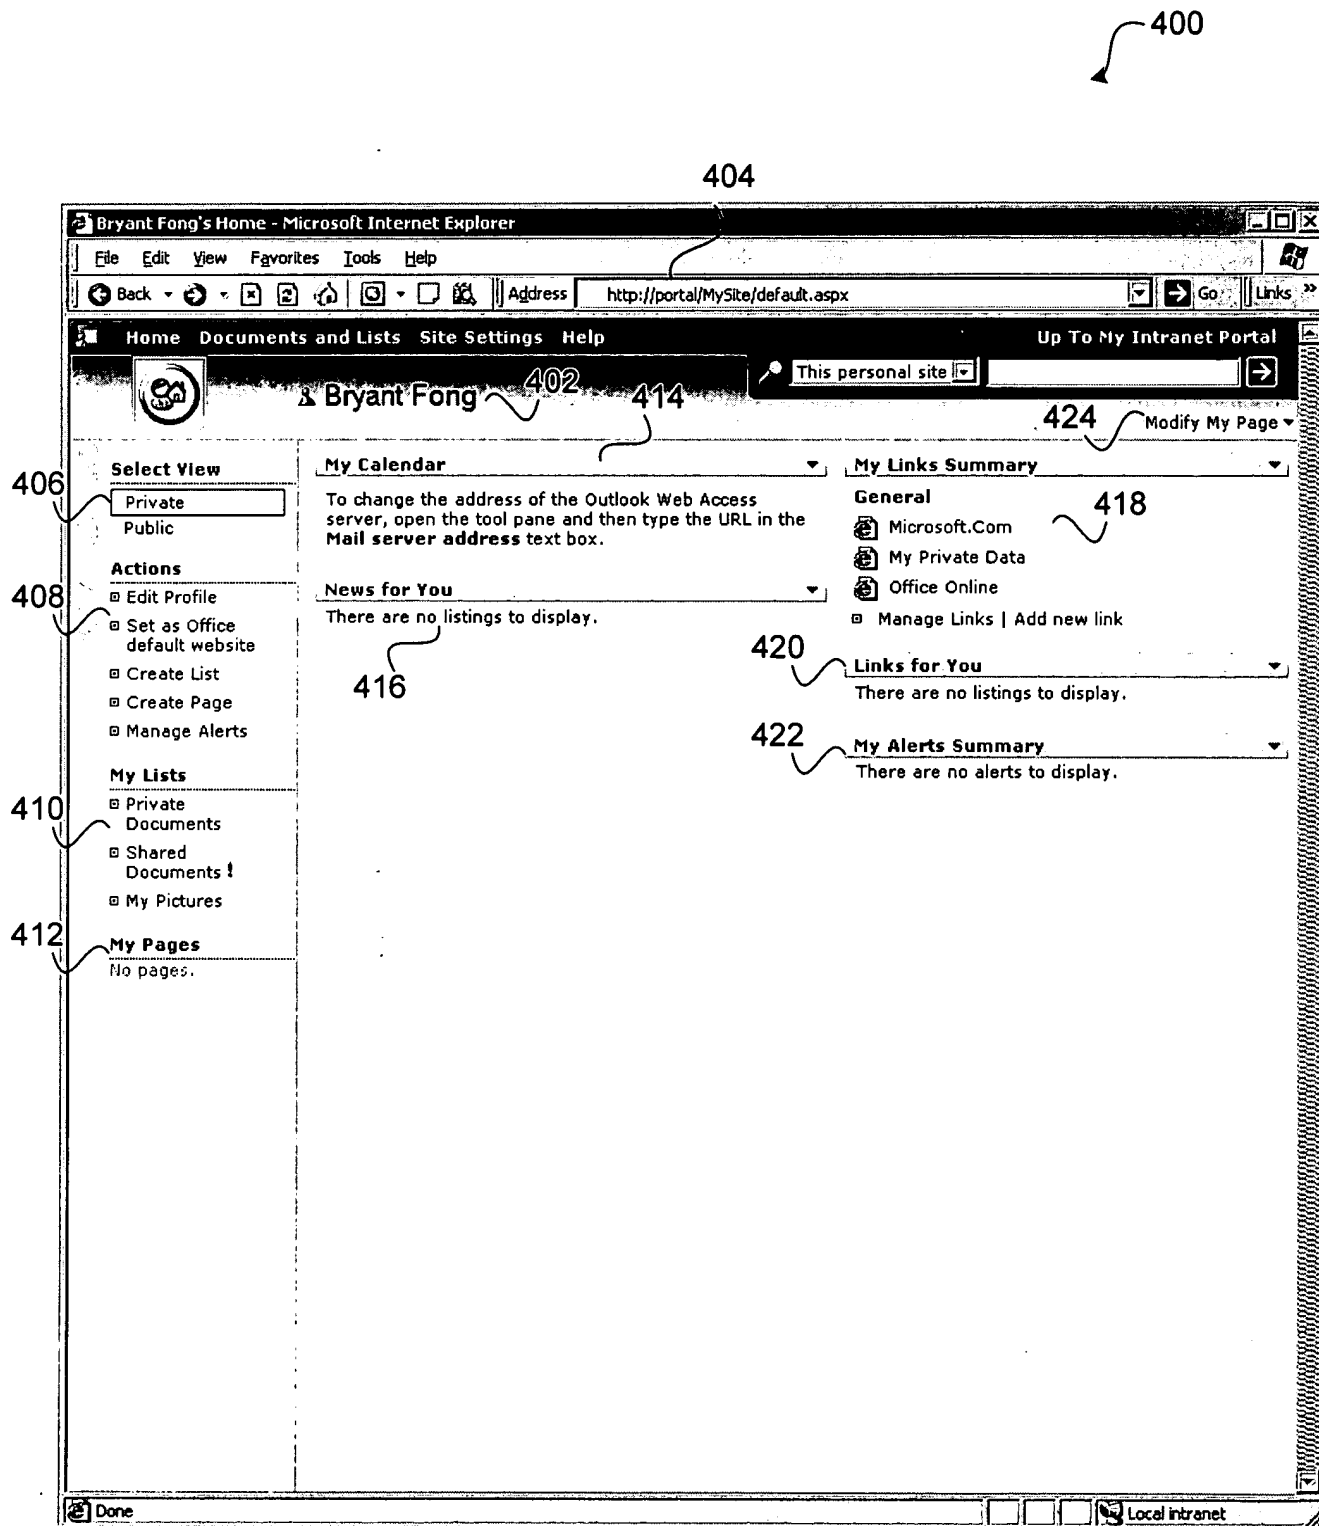 400
404
Bryant Fong's Home - Microsoft Internet Explorer
File Edit View Favorites Tools Help
Back Address http://portal/MySite/default.aspx Go Links »
Home Documents and Lists Site Settings Help Up To My Intranet Portal
This personal site
Bryant Fong 402 414
424 Modify My Page
406
Select View
Private
Public
Actions
408
Edit Profile
Set as Office
default website
Create List
Create Page
Manage Alerts
My Lists
410
Private
Documents
Shared
Documents !
My Pictures
412
My Pages
No pages.
My Calendar
To change the address of the Outlook Web Access
server, open the tool pane and then type the URL in the
Mail server address text box.
News for You
There are no listings to display.
416
My Links Summary
General
418
Microsoft.Com
My Private Data
Office Online
Manage Links | Add new link
420
Links for You
There are no listings to display.
422
My Alerts Summary
There are no alerts to display.
Done Local intranet